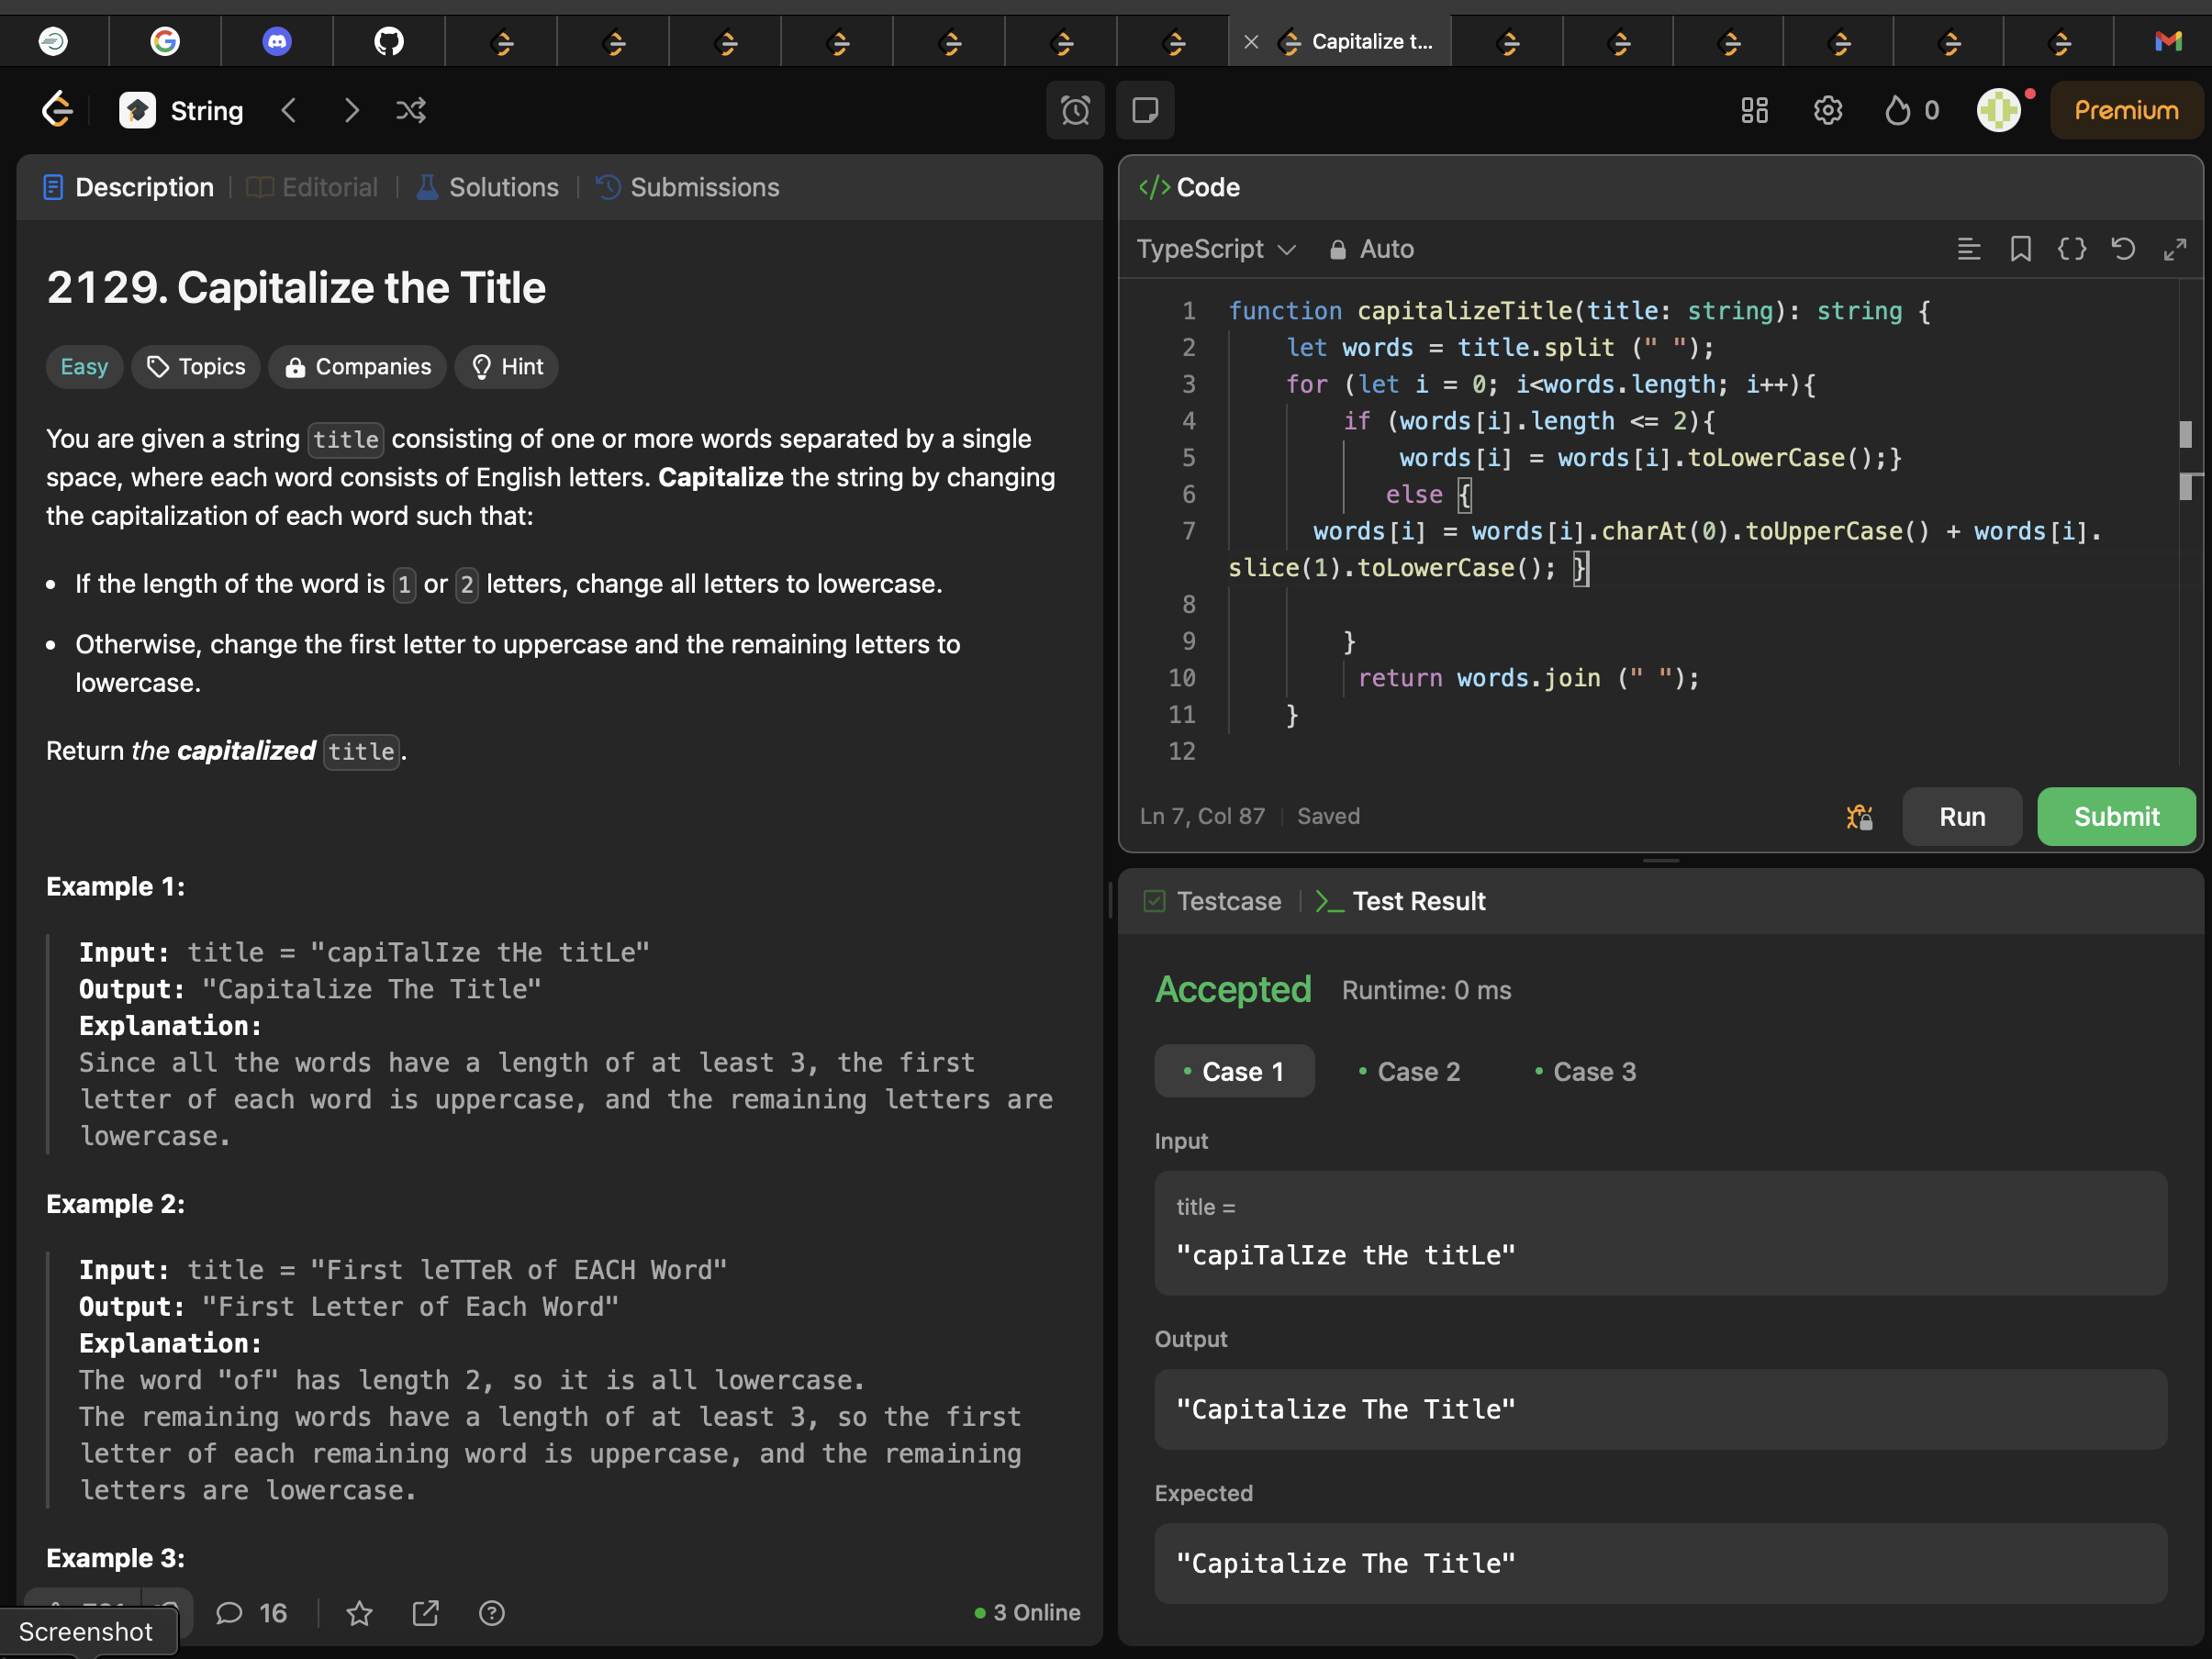 Capitalize t...
String
0
Premium
Description
Editorial
Solutions
Submissions
2129. Capitalize the Title
Easy
Topics
Companies
Hint
You are given a string title consisting of one or more words separated by a single
space, where each word consists of English letters. Capitalize the string by changing
the capitalization of each word such that:
• If the length of the word is 1 or 2 letters, change all letters to lowercase.
• Otherwise, change the first letter to uppercase and the remaining letters to
lowercase.
Return the capitalized title.
Example 1:
Input: title = "capiTalIze tHe titLe"
Output: "Capitalize The Title"
Explanation:
Since all the words have a length of at least 3, the first
letter of each word is uppercase, and the remaining letters are
lowercase.
Example 2:
Input: title = "First leTTeR of EACH Word"
Output: "First Letter of Each Word"
Explanation:
The word "of" has length 2, so it is all lowercase.
The remaining words have a length of at least 3, so the first
letter of each remaining word is uppercase, and the remaining
letters are lowercase.
Example 3:
16
3 Online
Screenshot
</> Code
TypeScript
Auto
1 function capitalizeTitle(title: string): string {
2 let words = title.split (" ");
3 for (let i = 0; i<words.length; i++){
4 if (words[i].length <= 2){
5 words[i] = words[i].toLowerCase();}
6 else {
7 words[i] = words[i].charAt(0).toUpperCase() + words[i].
slice(1).toLowerCase(); }
8
9 }
10 return words.join (" ");
11 }
12
Ln 7, Col 87
Saved
Run
Submit
Testcase
Test Result
Accepted
Runtime: 0 ms
• Case 1
• Case 2
• Case 3
Input
title =
"capiTalIze tHe titLe"
Output
"Capitalize The Title"
Expected
"Capitalize The Title"